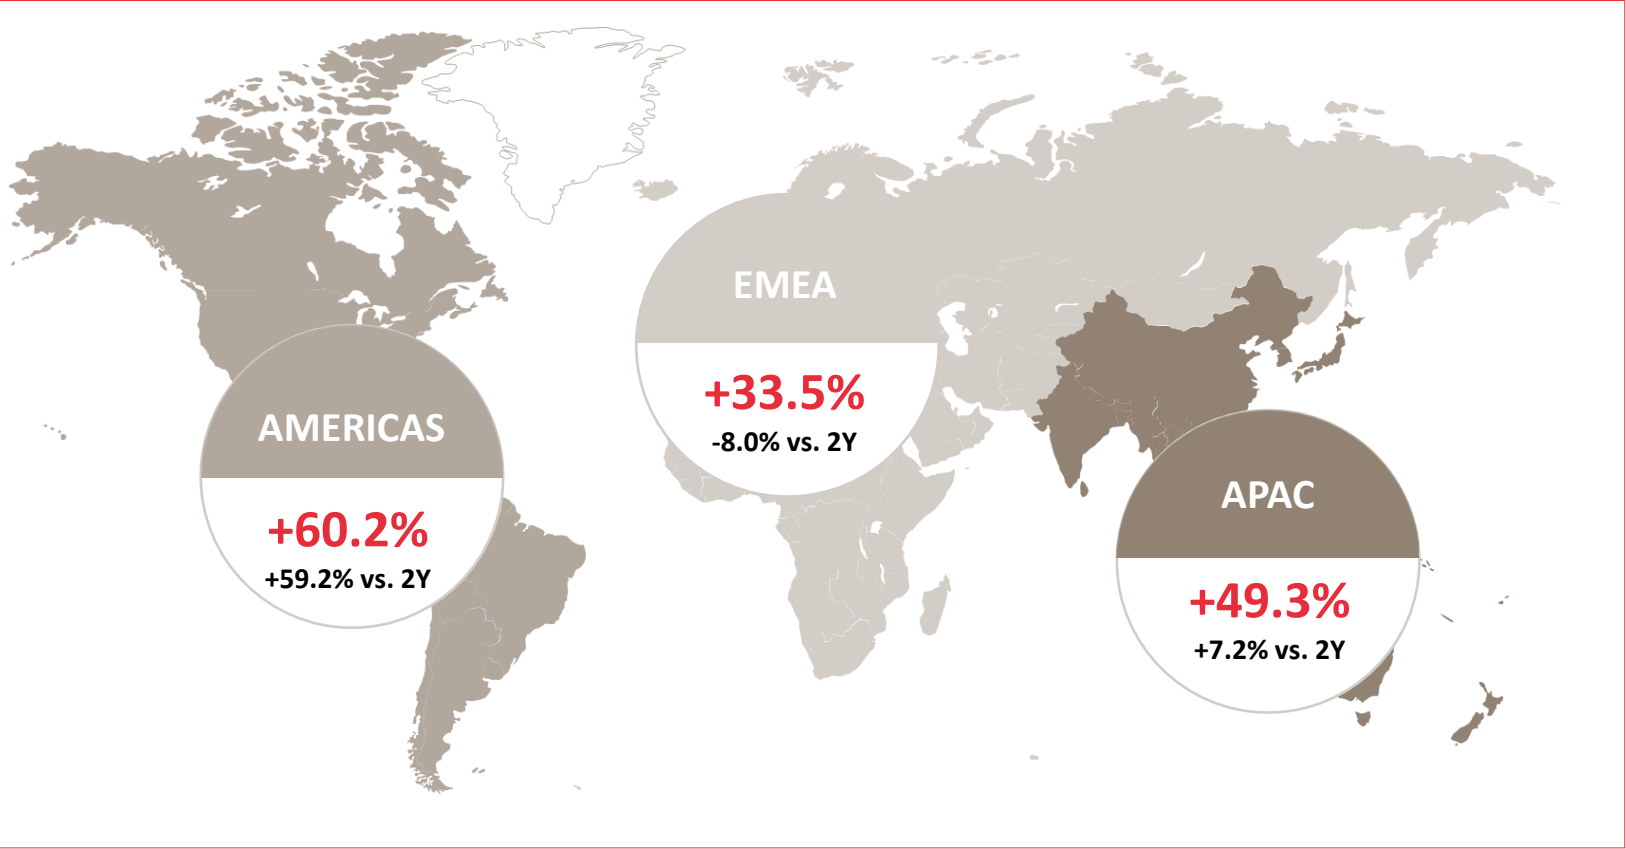 AMERICAS
+60.2%
+59.2% vs. 2Y
EMEA
+33.5%
-8.0% vs. 2Y
APAC
+49.3%
+7.2% vs. 2Y